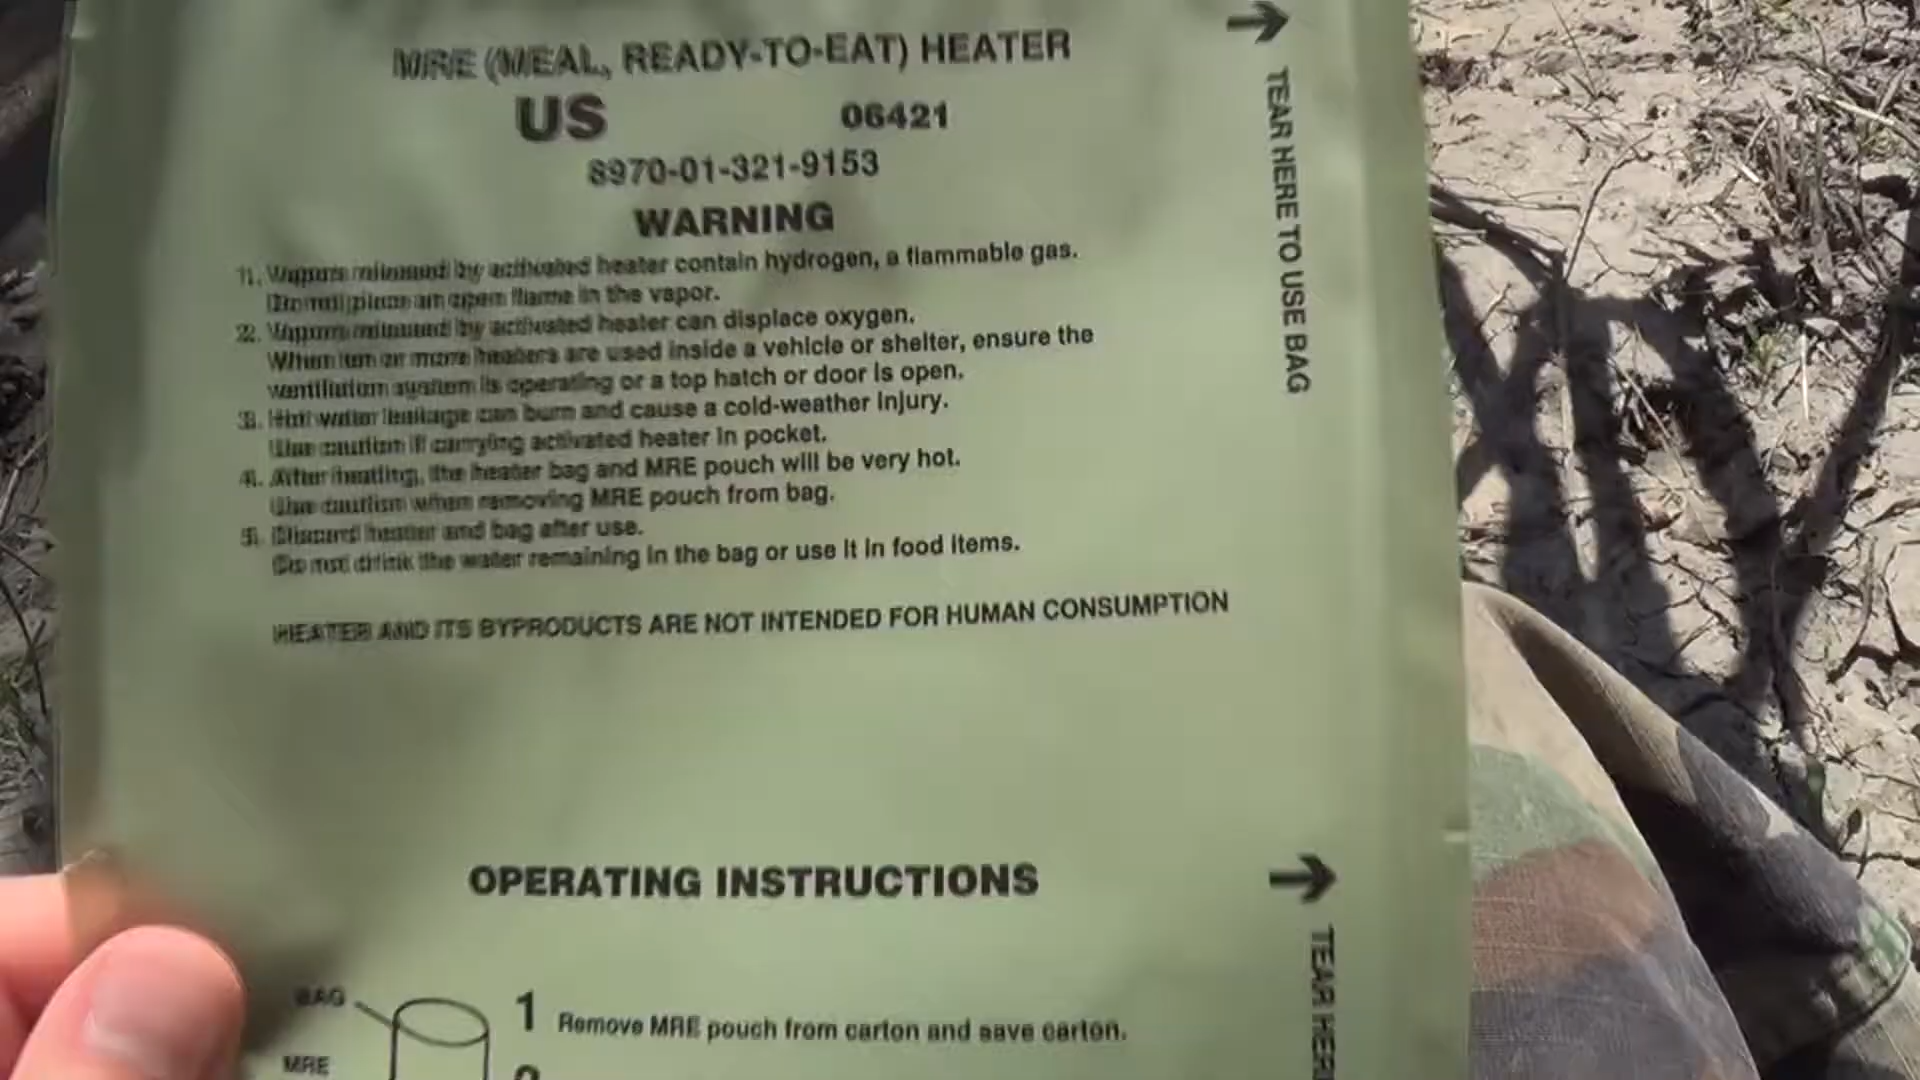 MRE (MEAL, READY-TO-EAT) HEATER
US 06421
8970-01-321-9153
WARNING
1. Vapors released by activated heater contain hydrogen, a flammable gas.
Do not place an open flame in the vapor.
2. Vapors released by activated heater can displace oxygen.
When ten or more heaters are used inside a vehicle or shelter, ensure the
ventilation system is operating or a top hatch or door is open.
3. Hot water leakage can burn and cause a cold-weather injury.
Use caution if carrying activated heater in pocket.
4. After heating, the heater bag and MRE pouch will be very hot.
Use caution when removing MRE pouch from bag.
5. Discard heater and bag after use.
Do not drink the water remaining in the bag or use it in food items.
HEATER AND ITS BYPRODUCTS ARE NOT INTENDED FOR HUMAN CONSUMPTION
TEAR HERE TO USE BAG
OPERATING INSTRUCTIONS
BAG
1 Remove MRE pouch from carton and save carton.
MRE
TEAR HERE